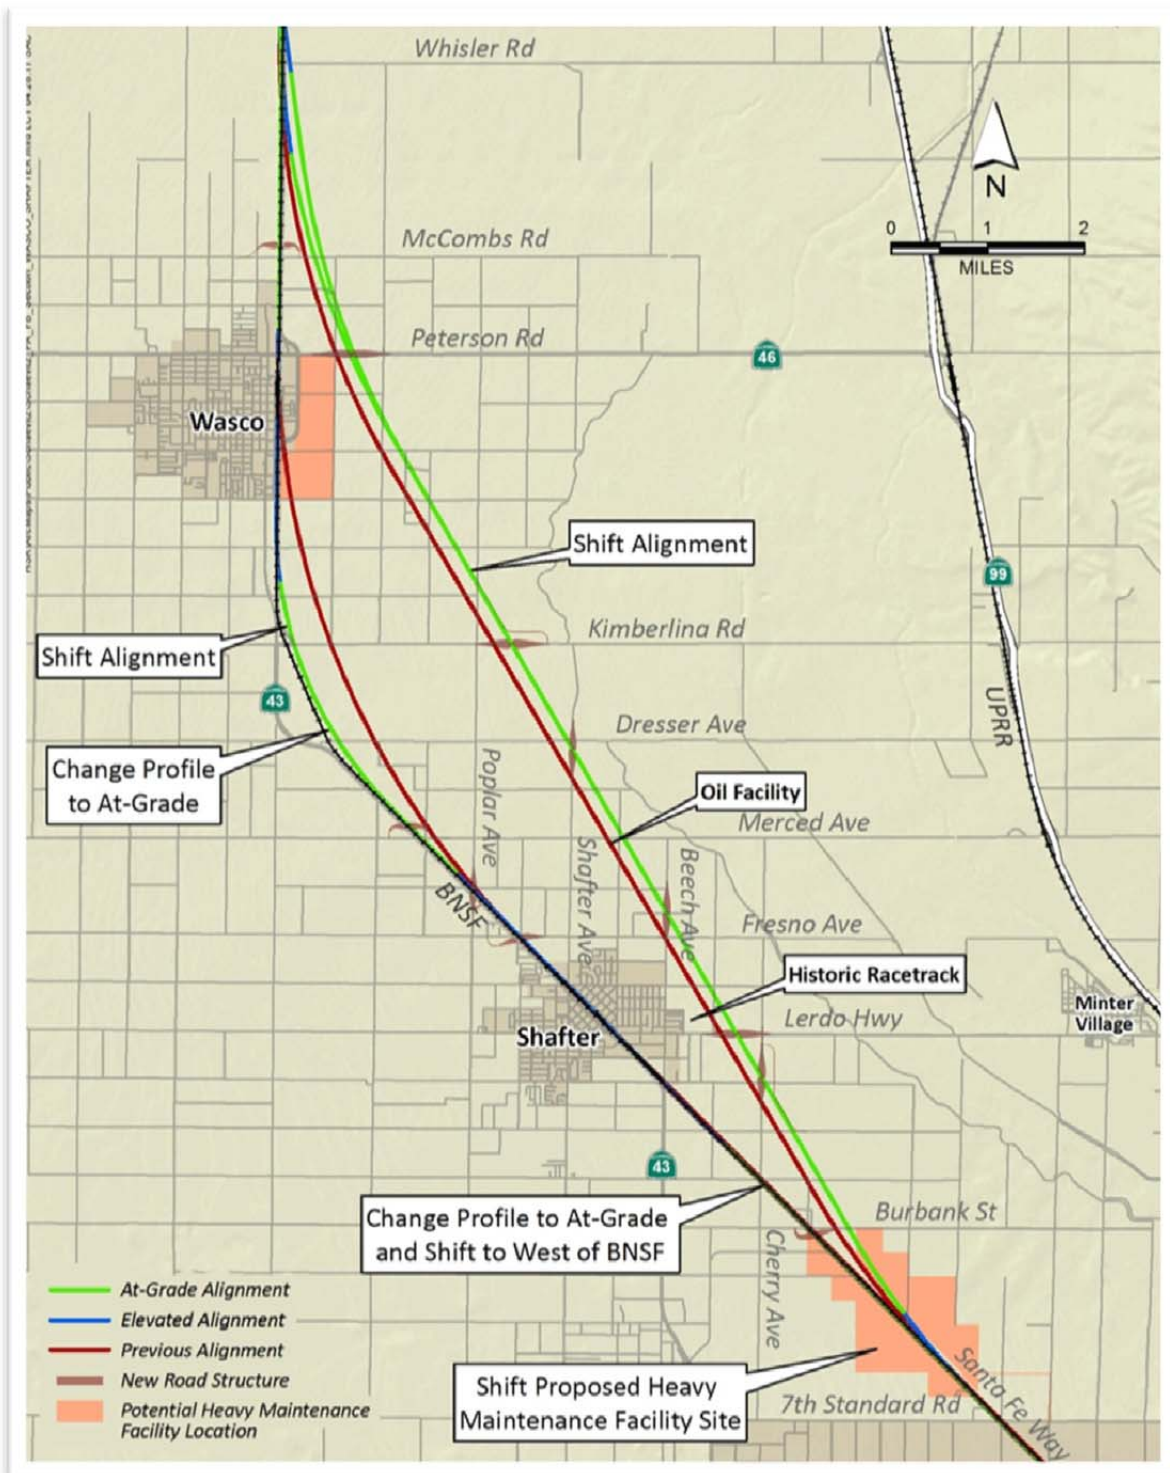 Whisler Rd
N
0 1 2
MILES
McCombs Rd
Peterson Rd
46
Wasco
Shift Alignment
99
Kimberlina Rd
Shift Alignment
43
UPRR
Dresser Ave
Change Profile
to At-Grade
Poplar Ave
Oil Facility
Merced Ave
Shafter Ave
Beech Ave
BNSF
Fresno Ave
Historic Racetrack
Minter
Village
Lerdo Hwy
Shafter
43
Change Profile to At-Grade
and Shift to West of BNSF
Burbank St
Cherry Ave
At-Grade Alignment
Elevated Alignment
Previous Alignment
New Road Structure
Potential Heavy Maintenance
Facility Location
Shift Proposed Heavy
Maintenance Facility Site
Santa Fe Way
7th Standard Rd